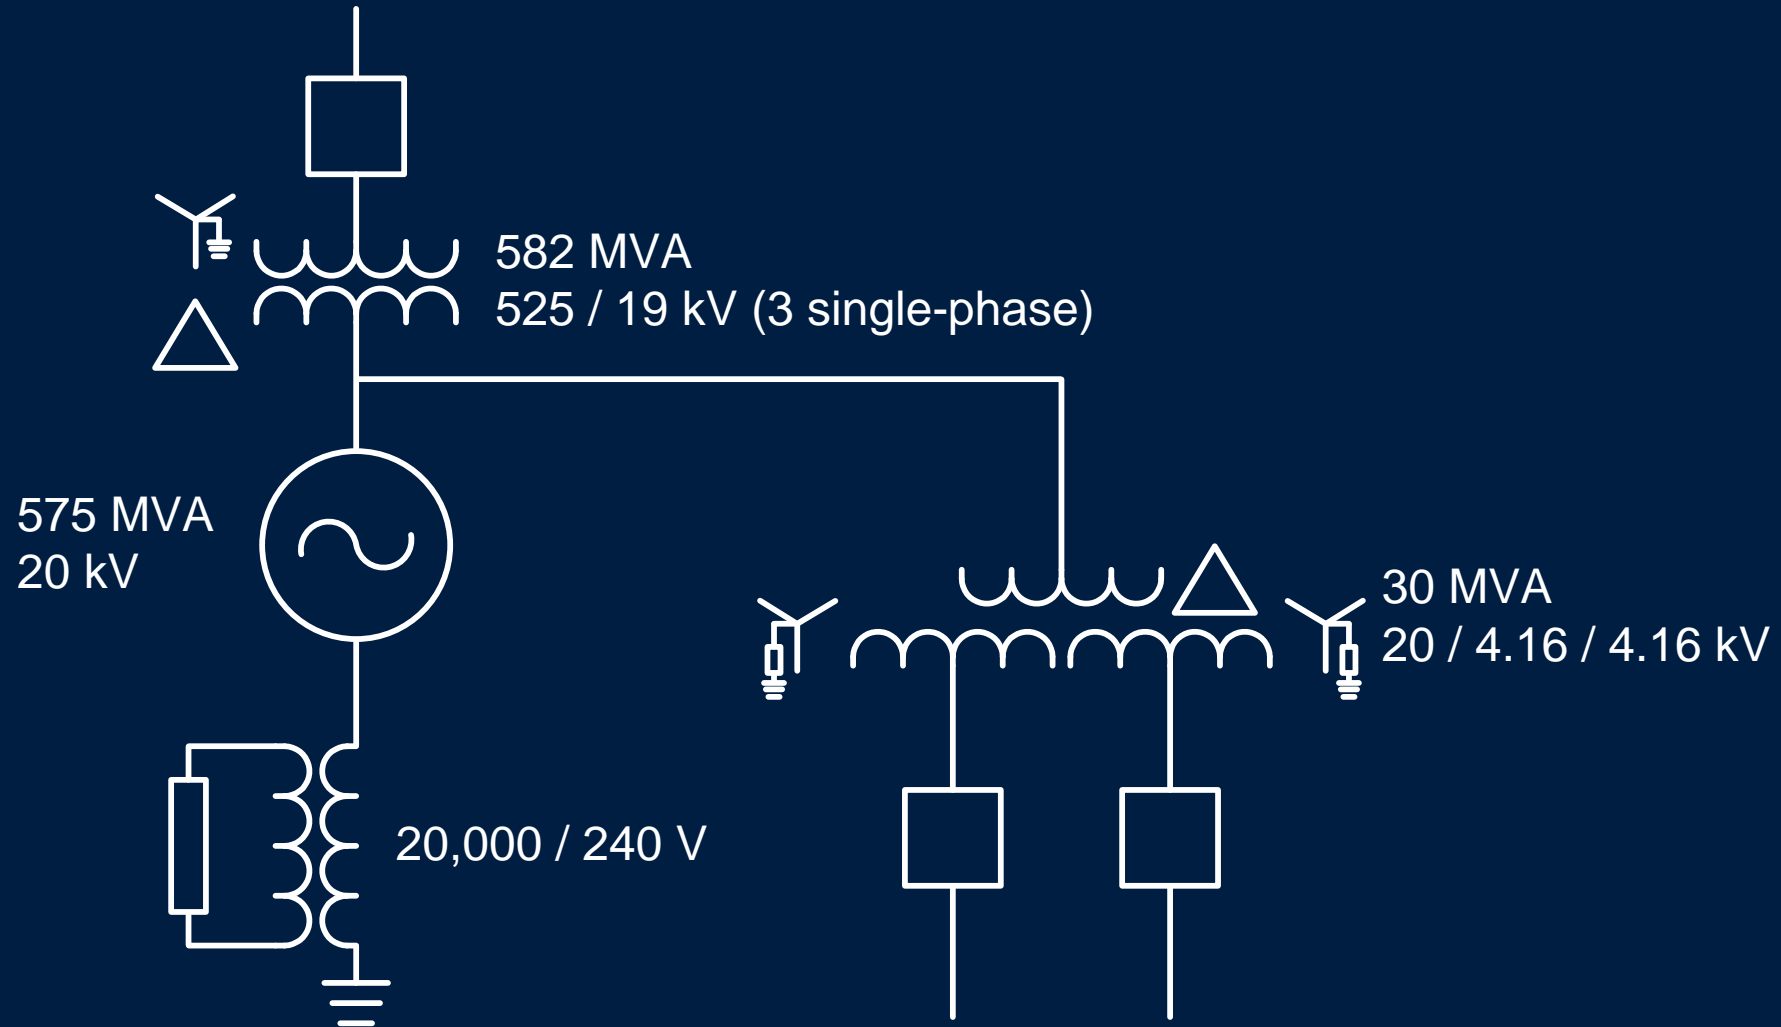 582 MVA
525 / 19 kV (3 single-phase)
575 MVA
20 kV
30 MVA
20 / 4.16 / 4.16 kV
20,000 / 240 V